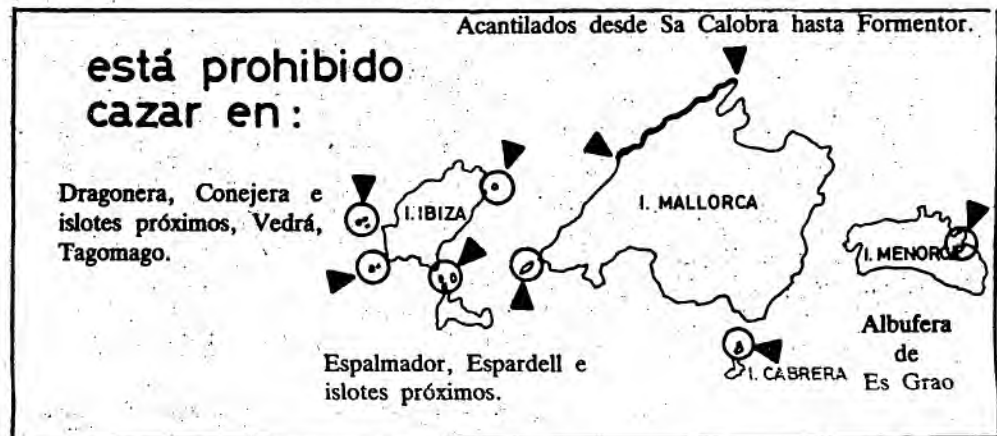 Acantilados desde Sa Calobra hasta Formentor.
está prohibido
cazar en:
Dragonera, Conejera e
islotes próximos, Vedrá,
Tagomago.
I. IBIZA
I. MALLORCA
I. MENORCA
Espalmador, Espardell e
islotes próximos.
I. CABRERA
Albufera
de
Es Grao